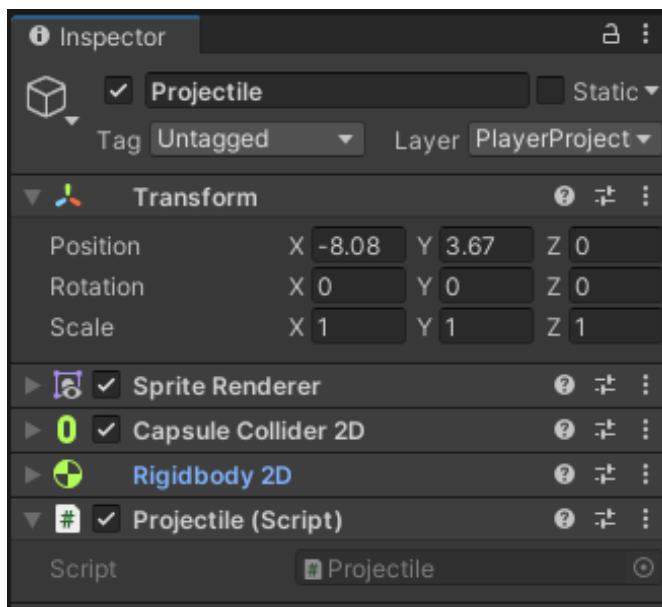 Inspector
Projectile Static
Tag Untagged Layer PlayerProject
Transform
Position X -8.08 Y 3.67 Z 0
Rotation X 0 Y 0 Z 0
Scale X 1 Y 1 Z 1
Sprite Renderer
Capsule Collider 2D
Rigidbody 2D
# Projectile (Script)
Script # Projectile